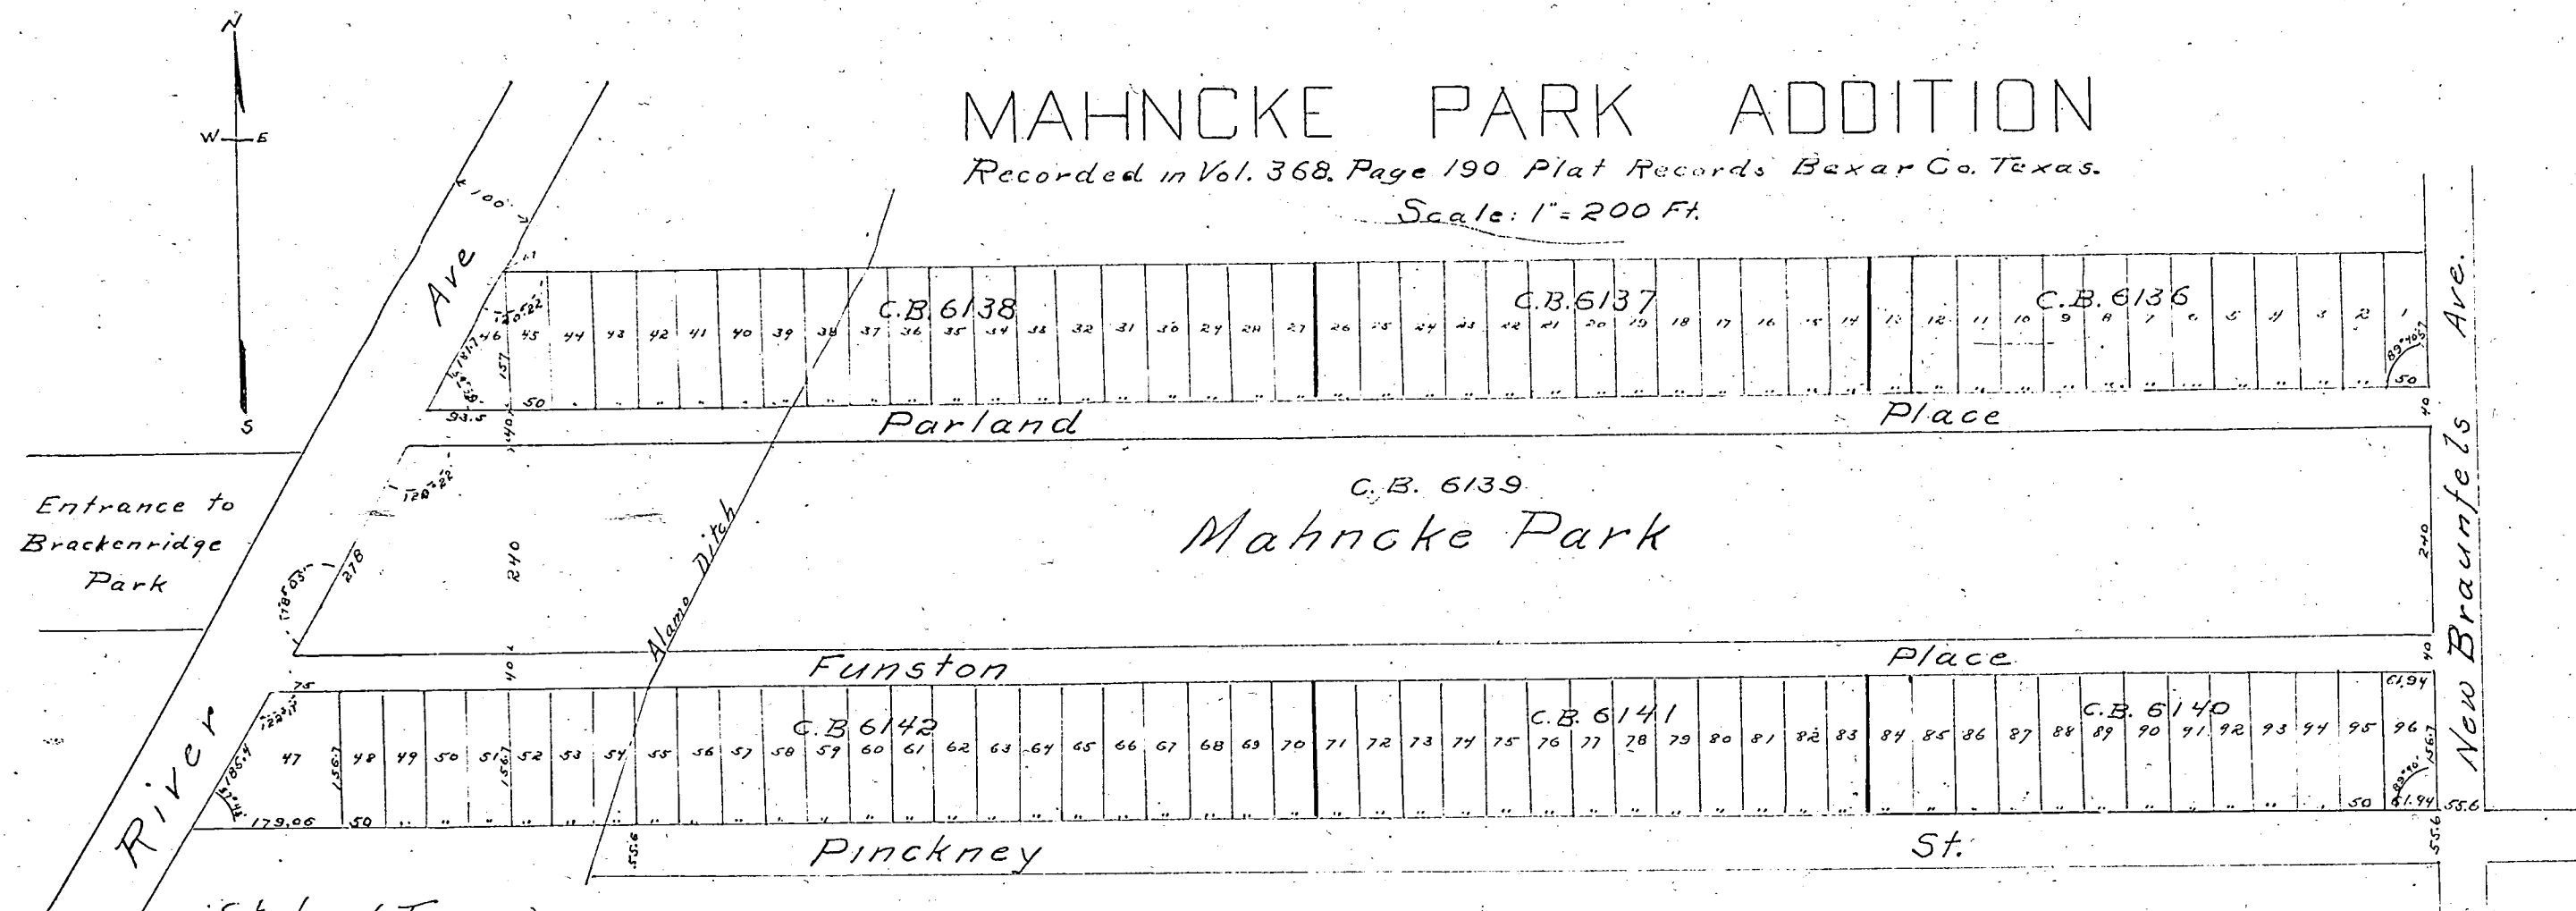 N
W E
S
MAHNCKE PARK ADDITION
Recorded in Vol. 368. Page 190 Plat Records Bexar Co. Texas.
Scale: 1" = 200 Ft.
100'
Ave
C.B. 6138 C.B. 6137 C.B. 6136
46 45 44 43 42 41 40 39 38 37 36 35 34 33 32 31 30 29 28 27 26 25 24 23 22 21 20 19 18 17 16 15 14 13 12 11 10 9 8 7 6 5 4 3 2 1
157
93.5 50 50
40 40
Parland Place
Entrance to
Brackenridge
Park
C.B. 6139
Mahncke Park
278
240 240
Alamo Ditch
New Braunfels Ave.
40 40
Funston Place
75 61.94
C.B 6142 C.B. 6141 C.B. 6140
47 48 49 50 51 52 53 54 55 56 57 58 59 60 61 62 63 64 65 66 67 68 69 70 71 72 73 74 75 76 77 78 79 80 81 82 83 84 85 86 87 88 89 90 91 92 93 94 95 96
185.4 156.7 156.7 156.7
89°40'
179.06 50 50 61.94 55.6
River
55.6 55.6
Pinckney St.